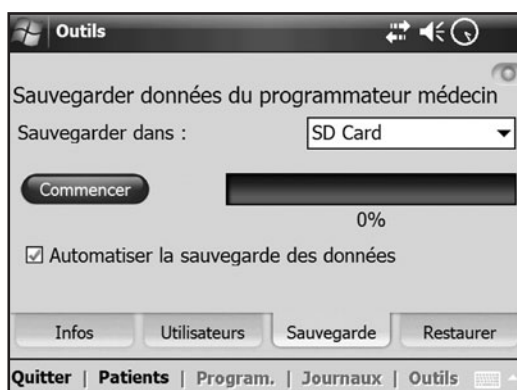 Outils
Sauvegarder données du programmateur médecin
Sauvegarder dans : SD Card
Commencer
0%
Automatiser la sauvegarde des données
Infos Utilisateurs Sauvegarde Restaurer
Quitter | Patients | Program. | Journaux | Outils